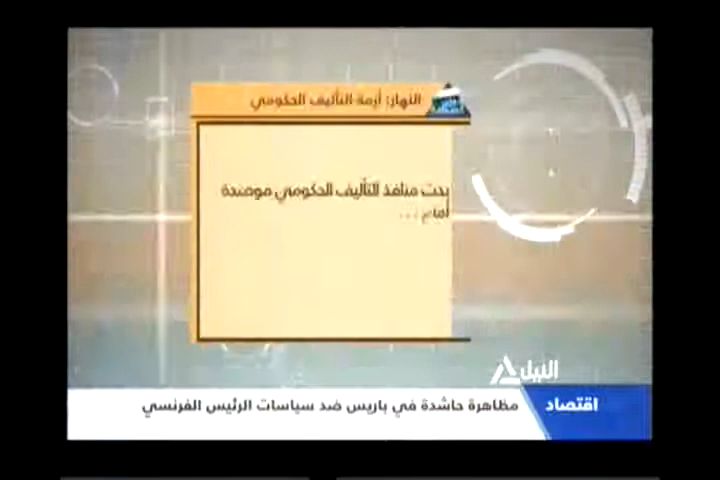 النهار: أزمة التأليف الحكومي
بدت منافذ التأليف الحكومي موصدة
أمام ...
النيل
اقتصاد
مظاهرة حاشدة في باريس ضد سياسات الرئيس الفرنسي